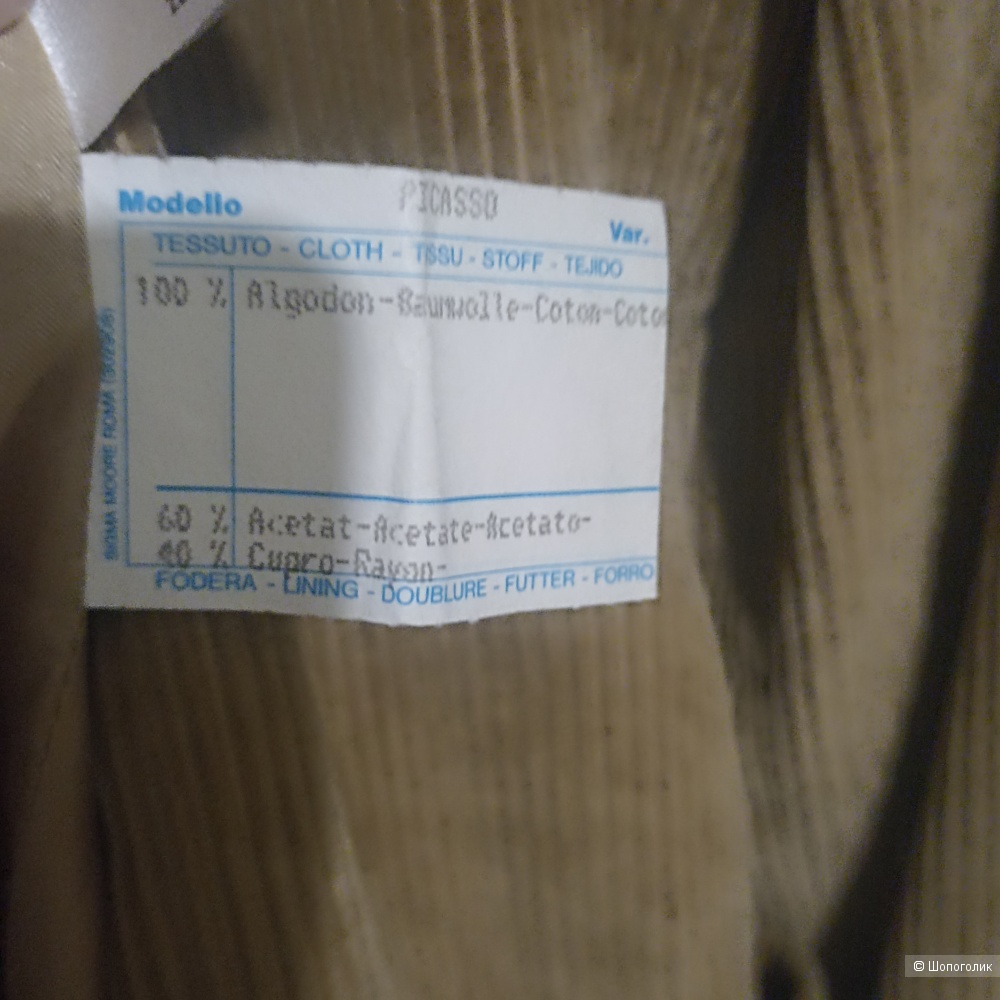 Modello PICASSO Var.
TESSUTO - CLOTH - TISSU - STOFF - TEJIDO
100 % Algodon-Baumwolle-Coton-Coto
60 % Acetat-Acetate-Acetato-
40 % Cupro-Rayon-
FODERA - LINING - DOUBLURE - FUTTER - FORRO
SIGMA MOORE ROMA
© Шопоголик